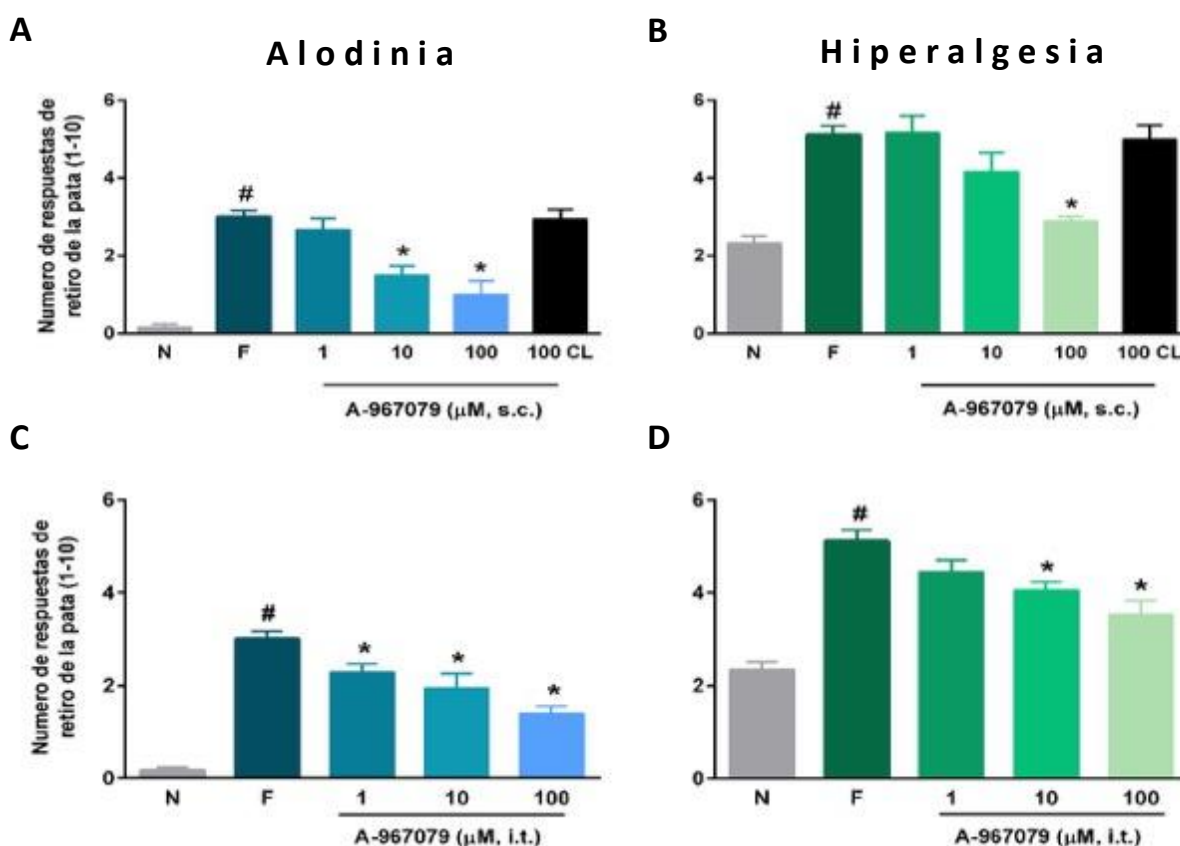 A
Alodinia
Numero de respuestas de
retiro de la pata (1-10)
6
4
2
0
#
*
*
N F 1 10 100 100 CL
A-967079 (µM, s.c.)
B
Hiperalgesia
6
4
2
0
#
*
N F 1 10 100 100 CL
A-967079 (µM, s.c.)
C
Numero de respuestas de
retiro de la pata (1-10)
6
4
2
0
#
*
*
*
N F 1 10 100
A-967079 (µM, i.t.)
D
6
4
2
0
#
*
*
N F 1 10 100
A-967079 (µM, i.t.)